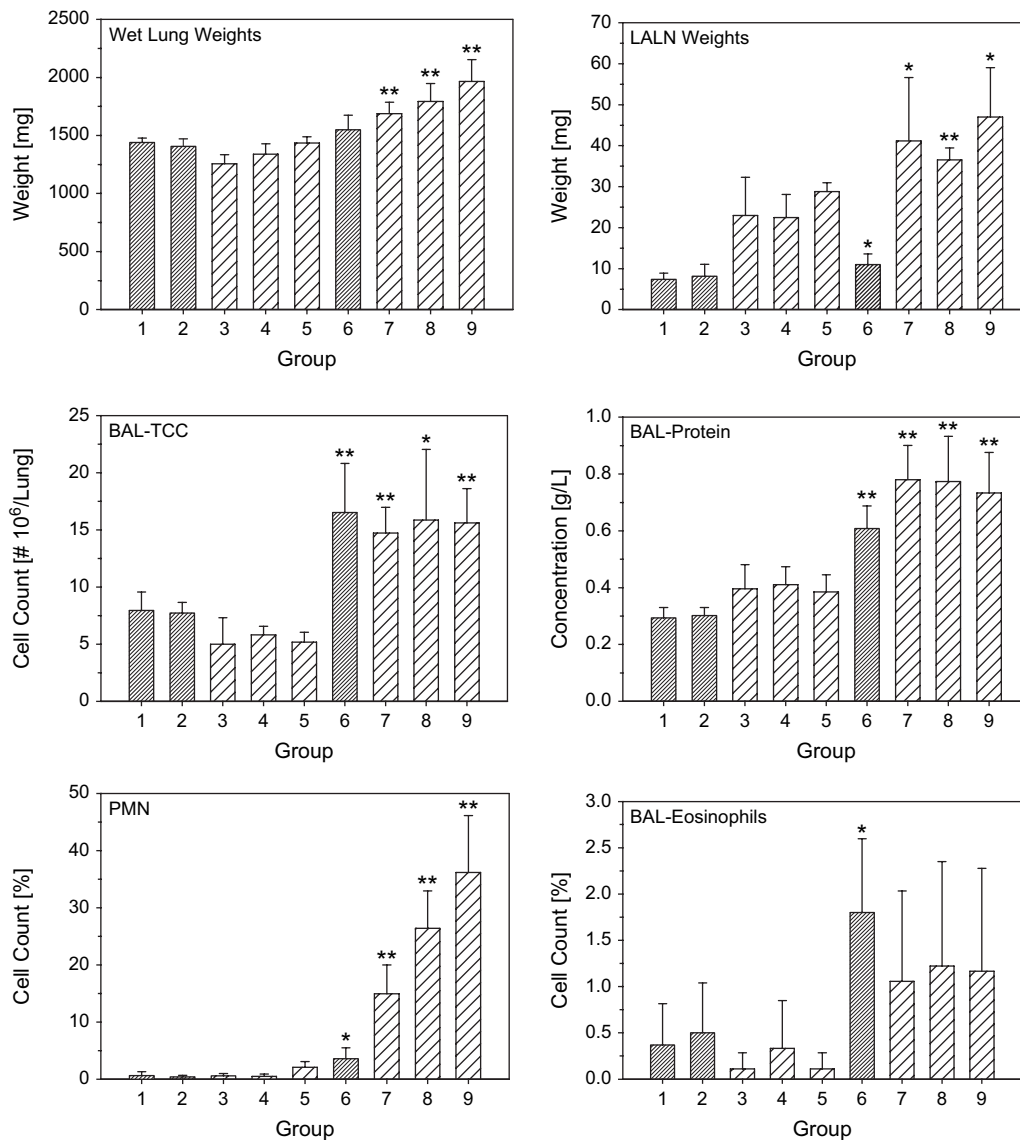 Wet Lung Weights
Weight [mg]
2500
2000
1500
1000
500
0
** ** **
1 2 3 4 5 6 7 8 9
Group
LALN Weights
Weight [mg]
70
60
50
40
30
20
10
0
* * ** *
1 2 3 4 5 6 7 8 9
Group
BAL-TCC
Cell Count [# 10⁶/Lung]
25
20
15
10
5
0
** ** * **
1 2 3 4 5 6 7 8 9
Group
BAL-Protein
Concentration [g/L]
1.0
0.8
0.6
0.4
0.2
0.0
** ** ** **
1 2 3 4 5 6 7 8 9
Group
PMN
Cell Count [%]
50
40
30
20
10
0
* ** ** **
1 2 3 4 5 6 7 8 9
Group
BAL-Eosinophils
Cell Count [%]
3.0
2.5
2.0
1.5
1.0
0.5
0.0
*
1 2 3 4 5 6 7 8 9
Group